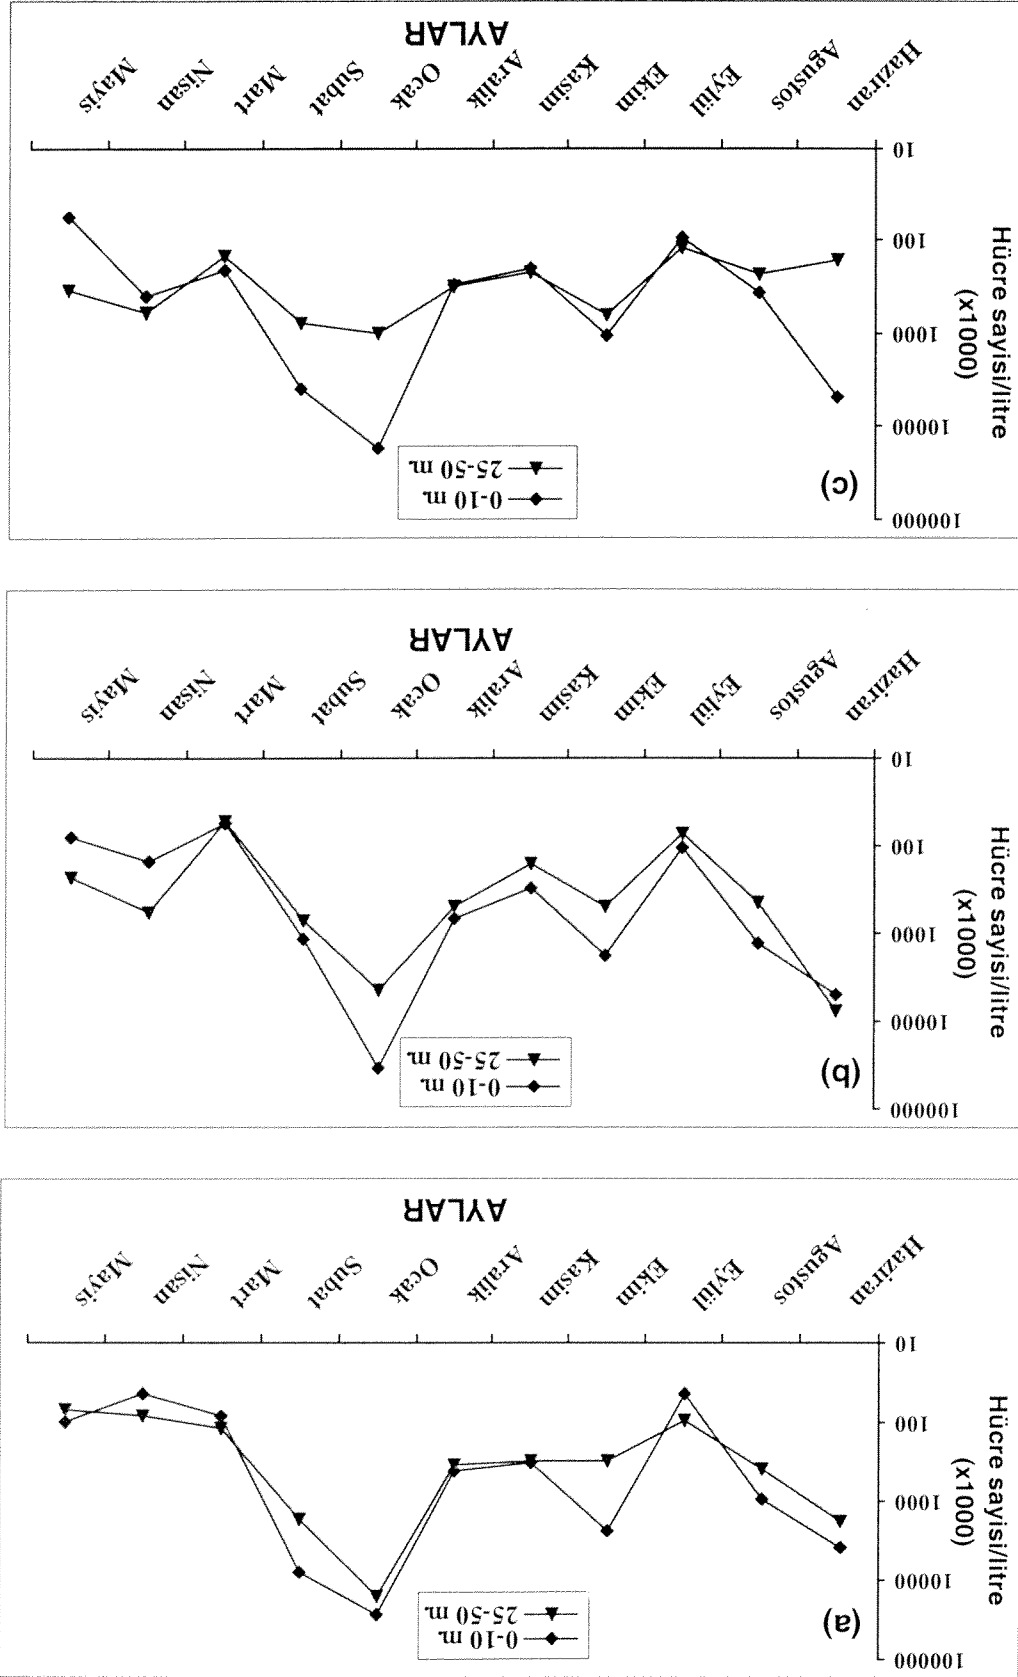 (a)
0-10 m.
25-50 m.
Hücre sayisi/litre
(x1000)
100000
10000
1000
100
10
Haziran
Agustos
Eylül
Ekim
Kasim
Aralik
Ocak
Subat
Mart
Nisan
Mayis
AYLAR
(b)
0-10 m.
25-50 m.
Hücre sayisi/litre
(x1000)
100000
10000
1000
100
10
Haziran
Agustos
Eylül
Ekim
Kasim
Aralik
Ocak
Subat
Mart
Nisan
Mayis
AYLAR
(c)
0-10 m.
25-50 m.
Hücre sayisi/litre
(x1000)
100000
10000
1000
100
10
Haziran
Agustos
Eylül
Ekim
Kasim
Aralik
Ocak
Subat
Mart
Nisan
Mayis
AYLAR